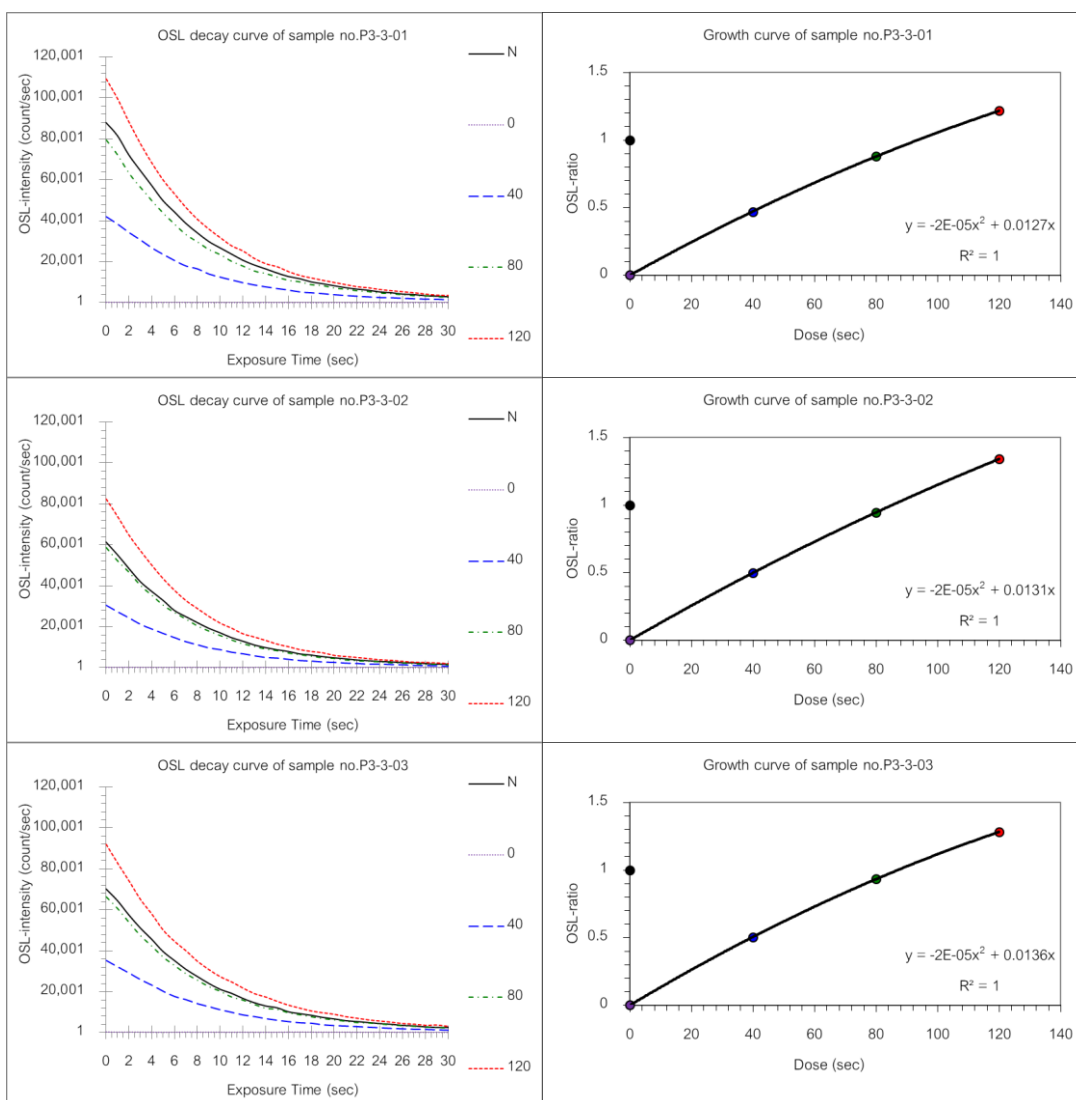 OSL decay curve of sample no.P3-3-01
OSL-intensity (count/sec)
120,001
100,001
80,001
60,001
40,001
20,001
1
0 2 4 6 8 10 12 14 16 18 20 22 24 26 28 30
Exposure Time (sec)
N
0
40
80
120
Growth curve of sample no.P3-3-01
OSL-ratio
1.5
1
0.5
0
y = -2E-05x² + 0.0127x
R² = 1
0 20 40 60 80 100 120 140
Dose (sec)
OSL decay curve of sample no.P3-3-02
OSL-intensity (count/sec)
120,001
100,001
80,001
60,001
40,001
20,001
1
0 2 4 6 8 10 12 14 16 18 20 22 24 26 28 30
Exposure Time (sec)
N
0
40
80
120
Growth curve of sample no.P3-3-02
OSL-ratio
1.5
1
0.5
0
y = -2E-05x² + 0.0131x
R² = 1
0 20 40 60 80 100 120 140
Dose (sec)
OSL decay curve of sample no.P3-3-03
OSL-intensity (count/sec)
120,001
100,001
80,001
60,001
40,001
20,001
1
0 2 4 6 8 10 12 14 16 18 20 22 24 26 28 30
Exposure Time (sec)
N
0
40
80
120
Growth curve of sample no.P3-3-03
OSL-ratio
1.5
1
0.5
0
y = -2E-05x² + 0.0136x
R² = 1
0 20 40 60 80 100 120 140
Dose (sec)